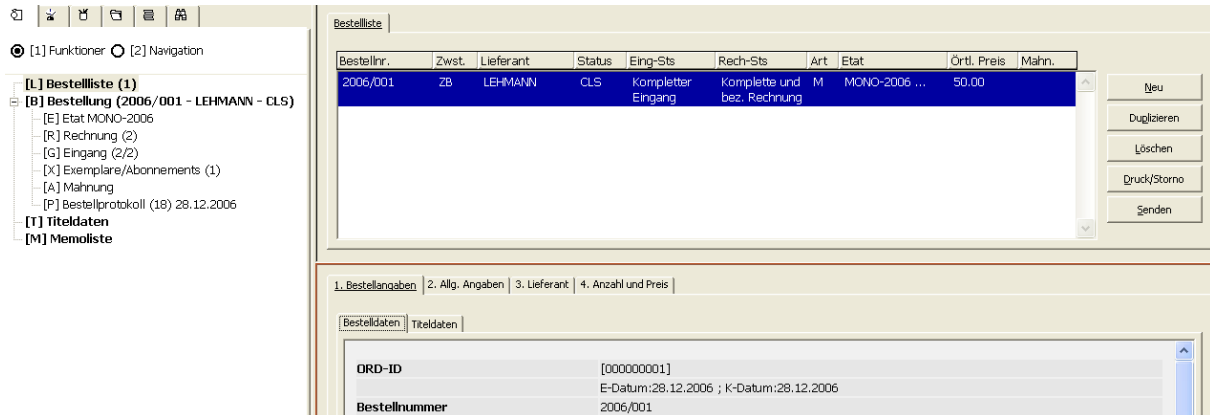 [1] Funktioner [2] Navigation
[L] Bestellliste (1)
[B] Bestellung (2006/001 - LEHMANN - CLS)
[E] Etat MONO-2006
[R] Rechnung (2)
[G] Eingang (2/2)
[X] Exemplare/Abonnements (1)
[A] Mahnung
[P] Bestellprotokoll (18) 28.12.2006
[T] Titeldaten
[M] Memoliste
Bestellliste
Bestellnr. Zwst. Lieferant Status Eing-Sts Rech-Sts Art Etat Örtl. Preis Mahn.
2006/001 ZB LEHMANN CLS Kompletter Komplette und M MONO-2006 ... 50.00
Eingang bez. Rechnung
Neu
Duplizieren
Löschen
Druck/Storno
Senden
1. Bestellangaben 2. Allg. Angaben 3. Lieferant 4. Anzahl und Preis
Bestelldaten Titeldaten
ORD-ID [000000001]
E-Datum:28.12.2006 ; K-Datum:28.12.2006
Bestellnummer 2006/001